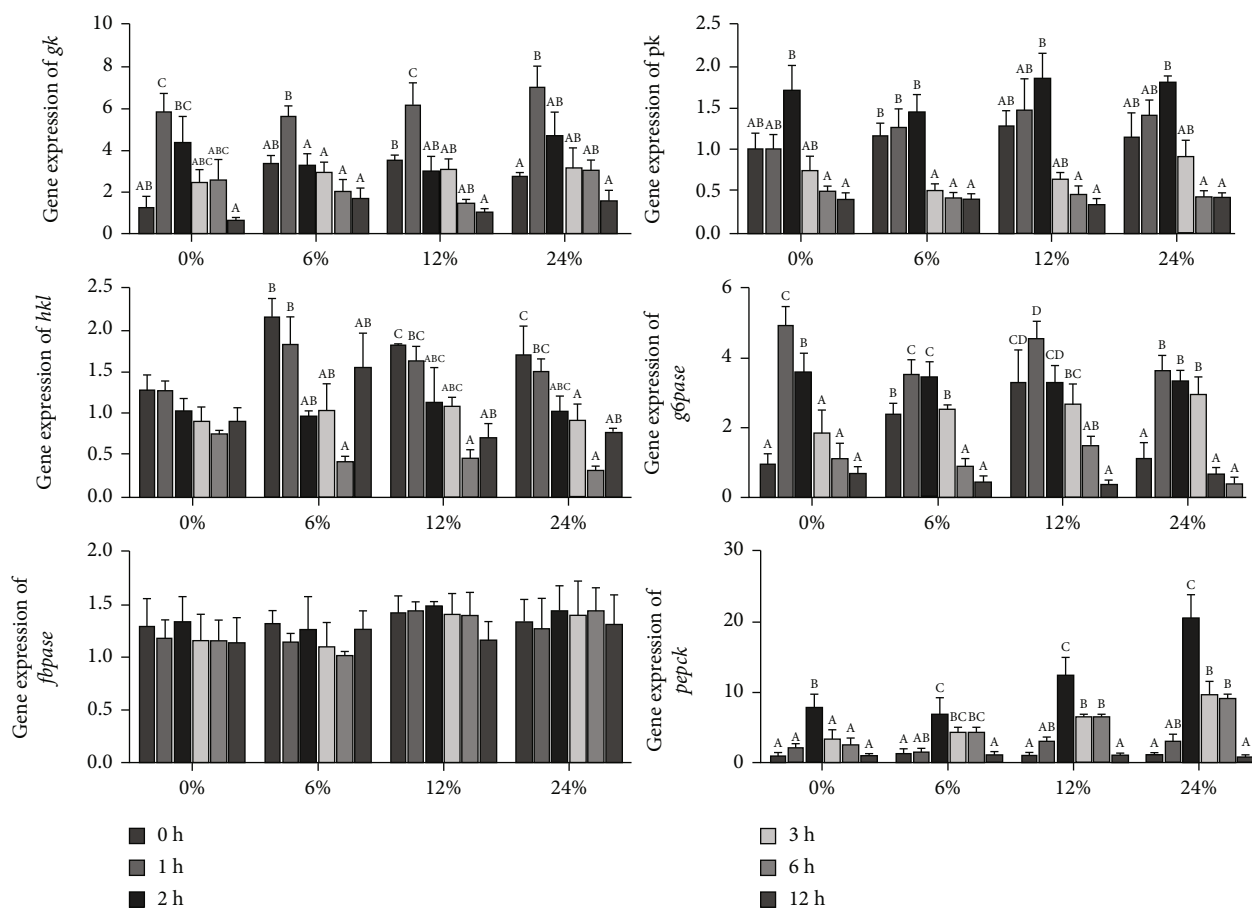 Gene expression of gk
10
8
6
4
2
0
AB C BC ABC ABC A
B AB A A A A
B C AB AB AB A
A B AB AB AB A
0% 6% 12% 24%
Gene expression of pk
2.5
2.0
1.5
1.0
0.5
0.0
AB AB B AB A A
B B B A A A
AB AB B AB A A
AB AB B AB A A
0% 6% 12% 24%
Gene expression of hkl
2.5
2.0
1.5
1.0
0.5
0.0
B B AB AB A AB
C BC ABC ABC A AB
C BC ABC A A AB
0% 6% 12% 24%
Gene expression of
g6pase
6
4
2
0
A C B A A A
B C C B A A
CD D CD BC AB A
A B B B A A
0% 6% 12% 24%
Gene expression of
fbpase
2.0
1.5
1.0
0.5
0.0
0% 6% 12% 24%
Gene expression of
pepck
30
20
10
0
A A B A A A
A AB C BC BC A
A AB C B B A
A AB C B B A
0% 6% 12% 24%
0 h
1 h
2 h
3 h
6 h
12 h